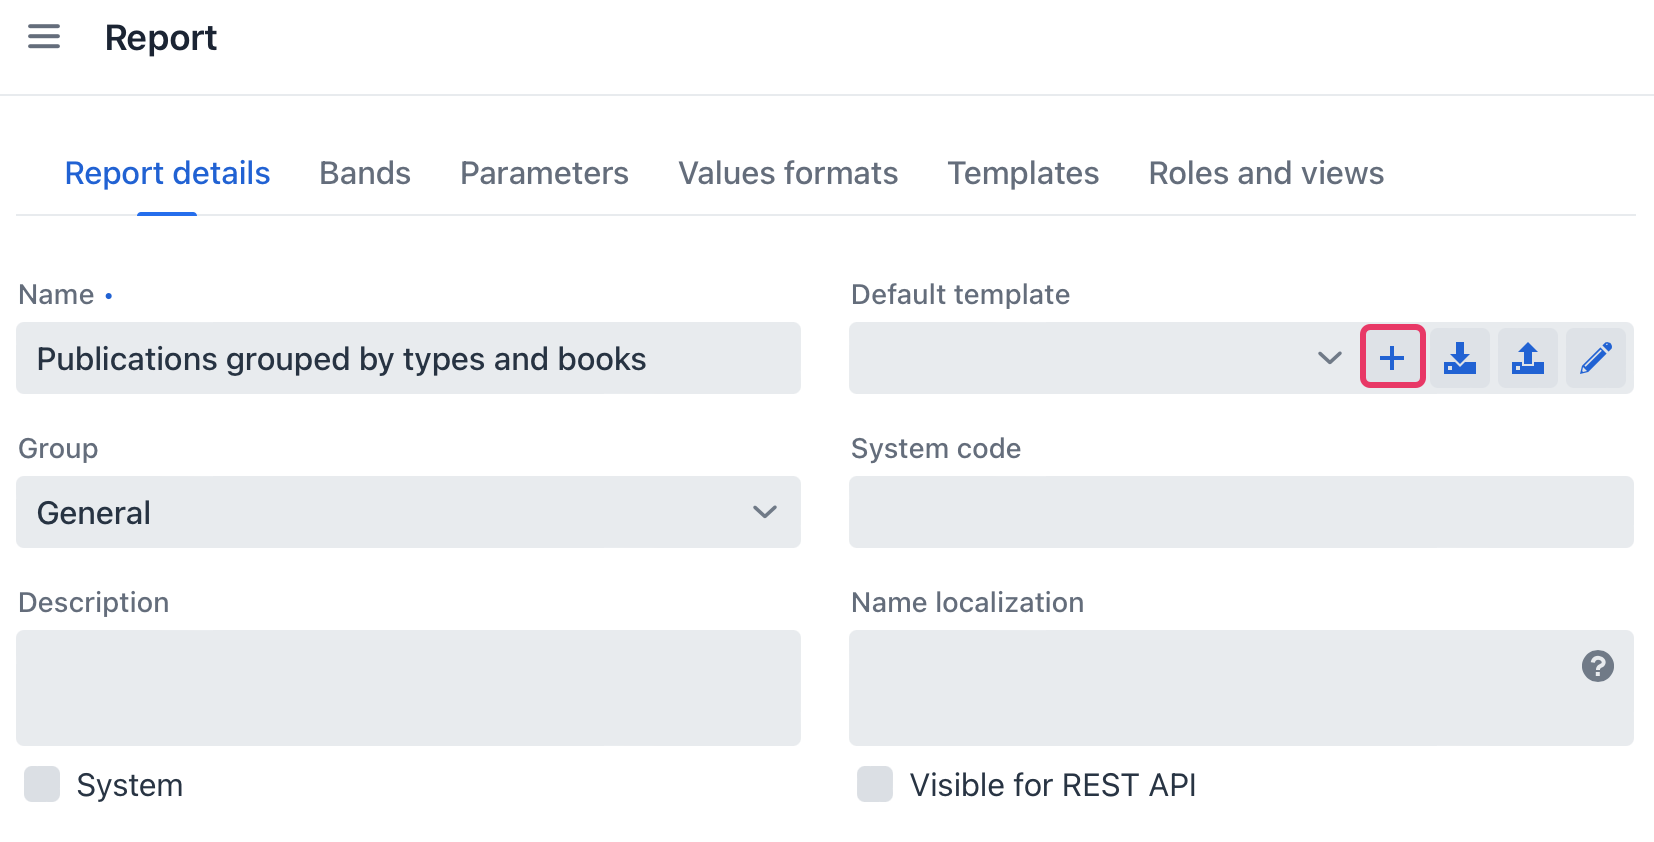 Report
Report details Bands Parameters Values formats Templates Roles and views
Name •
Default template
Publications grouped by types and books
Group
System code
General
Description
Name localization
?
System
Visible for REST API